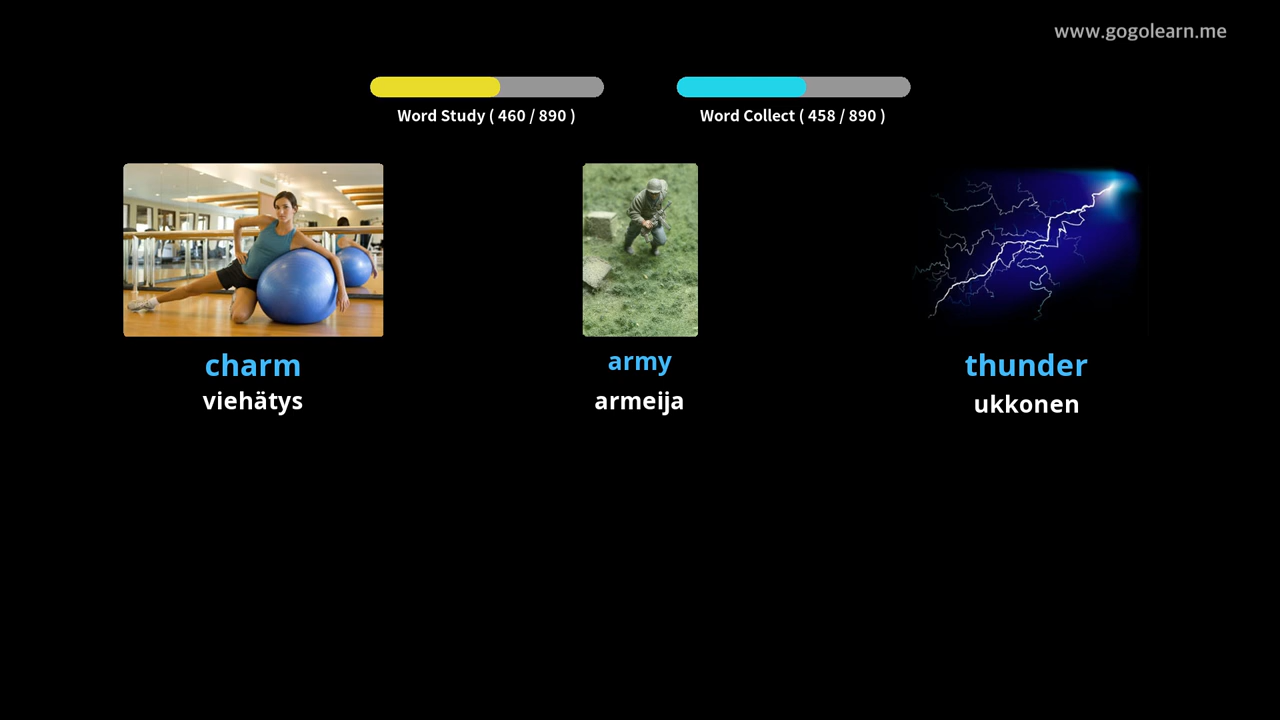 www.gogolearn.me
Word Study ( 460 / 890 )
Word Collect ( 458 / 890 )
charm
viehätys
army
armeija
thunder
ukkonen